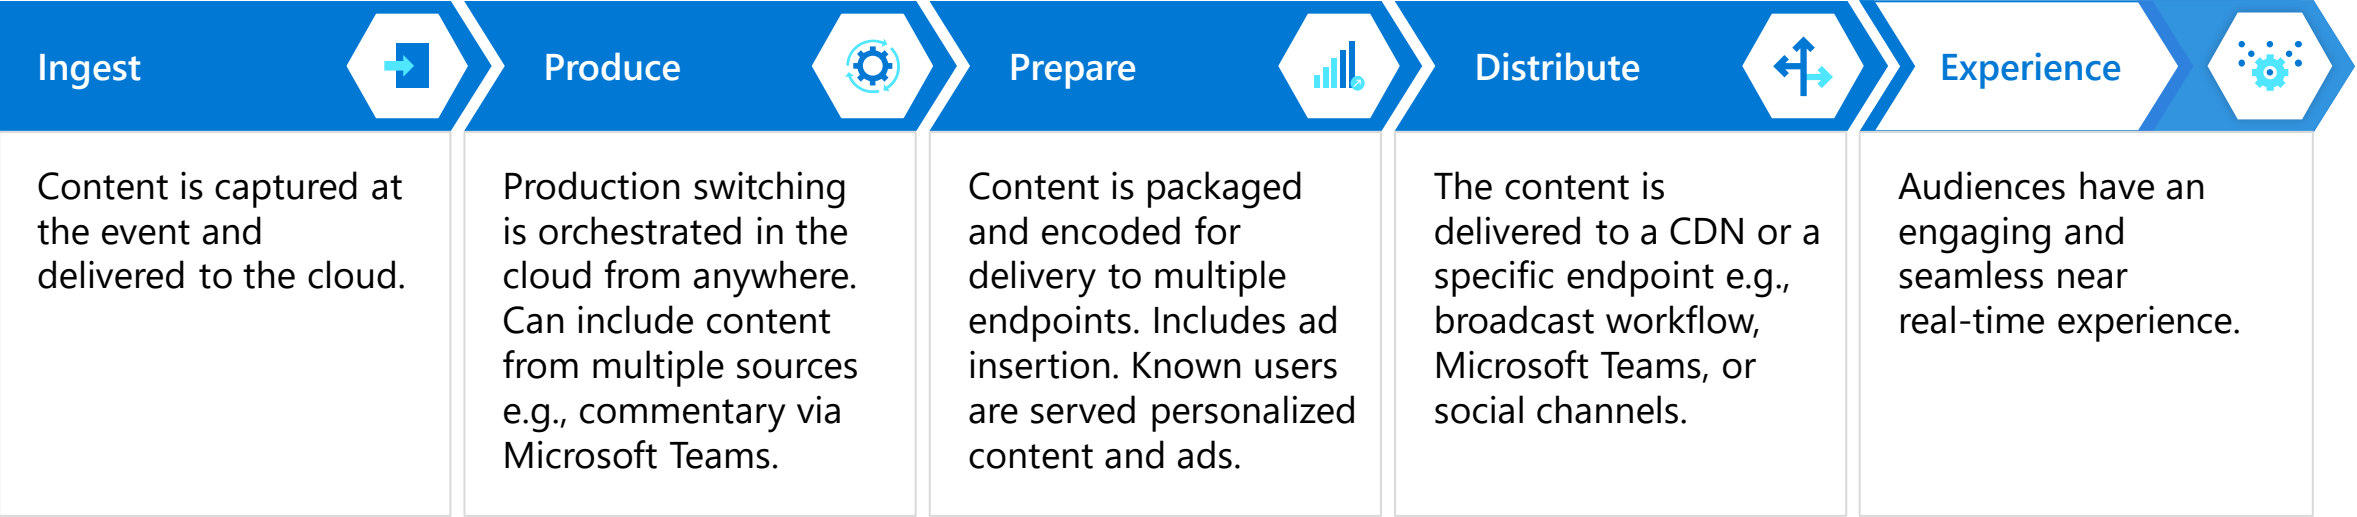 Ingest
Content is captured at
the event and
delivered to the cloud.
Produce
Production switching
is orchestrated in the
cloud from anywhere.
Can include content
from multiple sources
e.g., commentary via
Microsoft Teams.
Prepare
Content is packaged
and encoded for
delivery to multiple
endpoints. Includes ad
insertion. Known users
are served personalized
content and ads.
Distribute
The content is
delivered to a CDN or a
specific endpoint e.g.,
broadcast workflow,
Microsoft Teams, or
social channels.
Experience
Audiences have an
engaging and
seamless near
real-time experience.